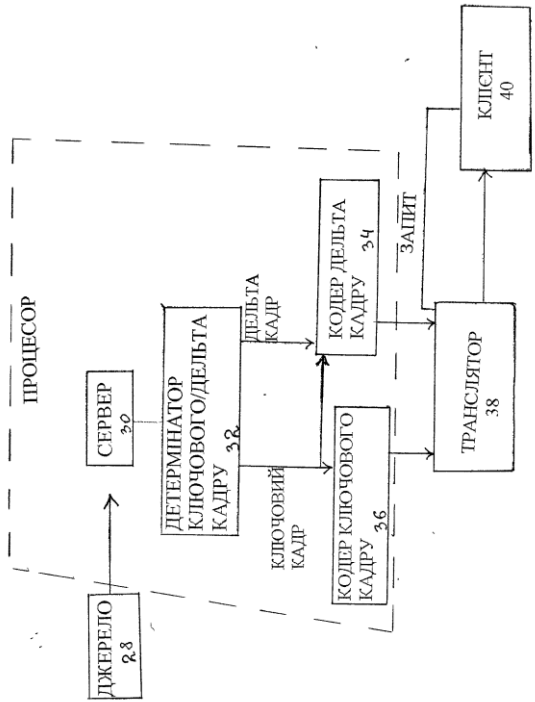 ПРОЦЕСОР
ДЖЕРЕЛО
28
СЕРВЕР
30
ДЕТЕРМІНАТОР
КЛЮЧОВОГО/ДЕЛЬТА
КАДРУ 32
КЛЮЧОВИЙ
КАДР
ДЕЛЬТА
КАДР
КОДЕР КЛЮЧОВОГО
КАДРУ 36
КОДЕР ДЕЛЬТА
КАДРУ 34
ЗАПИТ
ТРАНСЛЯТОР
38
КЛІЄНТ
40